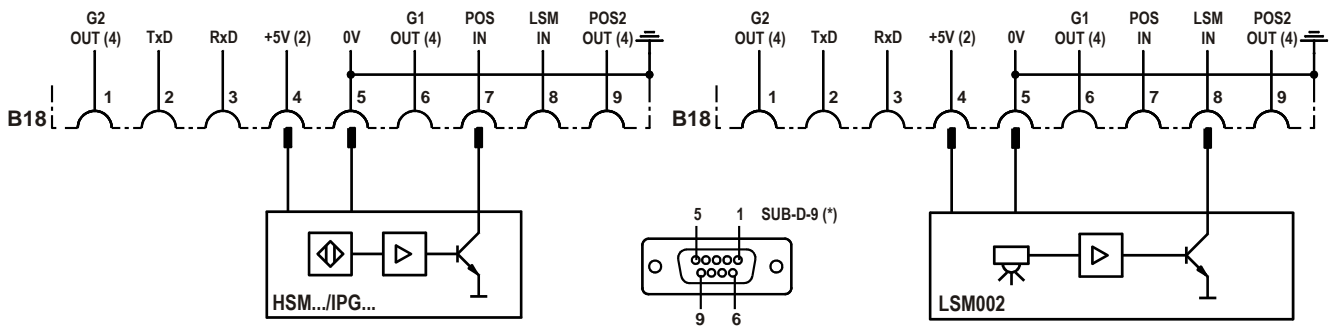 G2 G1 POS LSM POS2
OUT (4) TxD RxD +5V (2) 0V OUT (4) IN IN OUT (4)
1 2 3 4 5 6 7 8 9
B18
HSM.../IPG...
5 1 SUB-D-9 (*)
9 6
G2 G1 POS LSM POS2
OUT (4) TxD RxD +5V (2) 0V OUT (4) IN IN OUT (4)
1 2 3 4 5 6 7 8 9
B18
LSM002